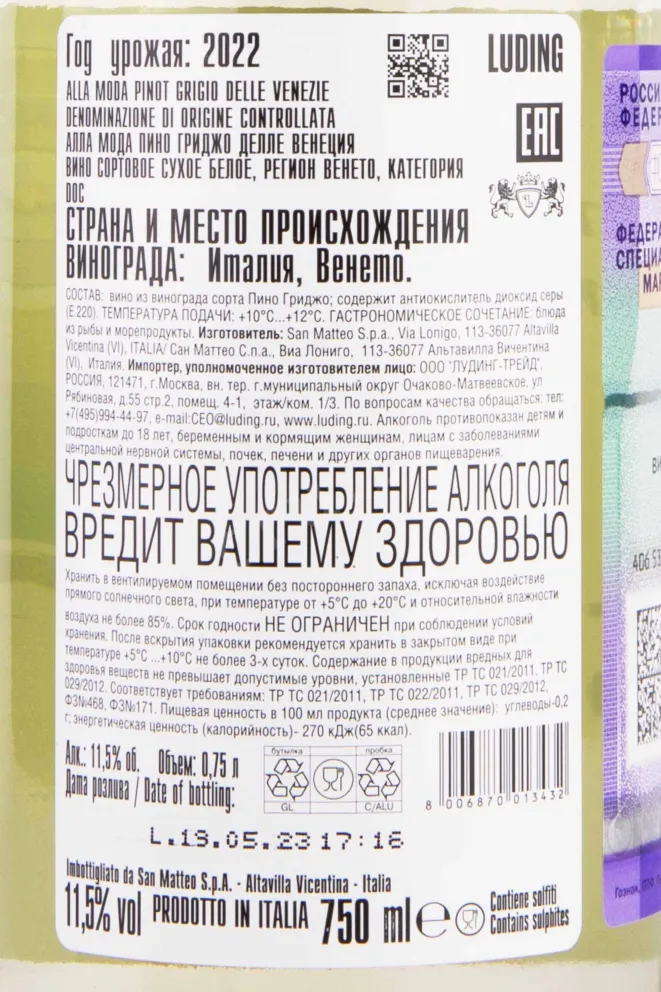 Год урожая: 2022
LUDING
ALLA MODA PINOT GRIGIO DELLE VENEZIE
DENOMINAZIONE DI ORIGINE CONTROLLATA
АЛЛА МОДА ПИНО ГРИДЖО ДЕЛЛЕ ВЕНЕЦИЯ
ВИНО СОРТОВОЕ СУХОЕ БЕЛОЕ, РЕГИОН ВЕНЕТО, КАТЕГОРИЯ
DOC
EAC
СТРАНА И МЕСТО ПРОИСХОЖДЕНИЯ
ВИНОГРАДА: Италия, Венето.
СОСТАВ: вино из винограда сорта Пино Гриджо; содержит антиокислитель диоксид серы
(Е 220). ТЕМПЕРАТУРА ПОДАЧИ: +10°С...+12°С. ГАСТРОНОМИЧЕСКОЕ СОЧЕТАНИЕ: блюда
из рыбы и морепродукты. Изготовитель: San Matteo S.p.a., Via Lonigo, 113-36077 Altavilla
Vicentina (VI), ITALIA/ Сан Маттео С.п.а., Виа Лониго, 113-36077 Альтавилла Вичентина
(VI), Италия. Импортер, уполномоченное изготовителем лицо: ООО "ЛУДИНГ-ТРЕЙД",
РОССИЯ, 121471, г.Москва, вн. тер. г.муниципальный округ Очаково-Матвеевское, ул
Рябиновая, д.55 стр.2, помещ. 4-1, этаж/ком. 1/3. По вопросам качества обращаться: тел:
+7(495)994-44-97, e-mail:CEO@luding.ru, www.luding.ru. Алкоголь противопоказан детям и
подросткам до 18 лет, беременным и кормящим женщинам, лицам с заболеваниями
центральной нервной системы, почек, печени и других органов пищеварения.
ЧРЕЗМЕРНОЕ УПОТРЕБЛЕНИЕ АЛКОГОЛЯ
ВРЕДИТ ВАШЕМУ ЗДОРОВЬЮ
Хранить в вентилируемом помещении без постороннего запаха, исключая воздействие
прямого солнечного света, при температуре от +5°С до +20°С и относительной влажности
воздуха не более 85%. Срок годности НЕ ОГРАНИЧЕН при соблюдении условий
хранения. После вскрытия упаковки рекомендуется хранить в закрытом виде при
температуре +5°С ...+10°С не более 3-х суток. Содержание в продукции вредных для
здоровья веществ не превышает допустимые уровни, установленные ТР ТС 021/2011, ТР ТС
029/2012. Соответствует требованиям: ТР ТС 021/2011, ТР ТС 022/2011, ТР ТС 029/2012,
ФЗ№468, ФЗ№171. Пищевая ценность в 100 мл продукта (среднее значение): углеводы-0,2
г; энергетическая ценность (калорийность)- 270 кДж(65 ккал).
Алк.: 11,5% об. Объем: 0,75 л
Дата розлива / Date of bottling:
бутылка
пробка
GL
C/ALU
8 006870 013432
L.19.05.23 17:16
Imbottigliato da San Matteo S.p.A. - Altavilla Vicentina - Italia
11,5% vol PRODOTTO IN ITALIA 750 ml e
Contiene solfiti
Contains sulphites
РОССИ
ФЕДЕР
ФЕДЕРА
СПЕЦИА
МАР
ВИ
406 53